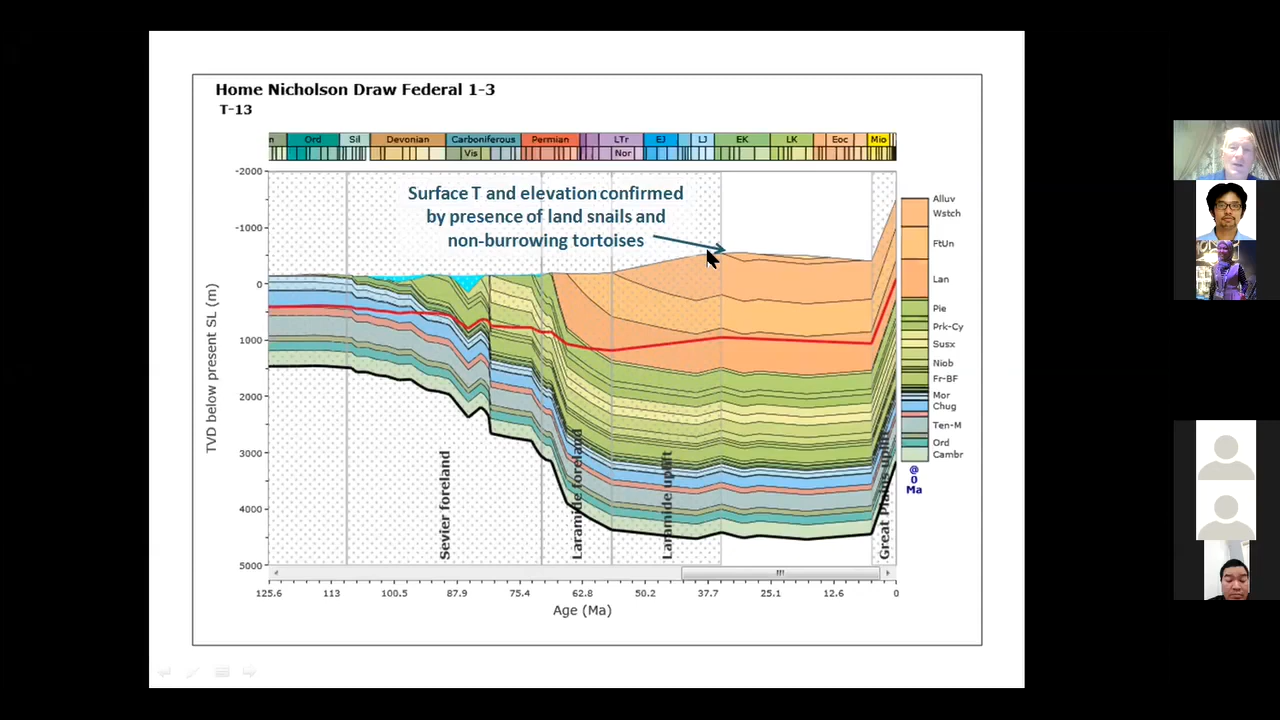 Home Nicholson Draw Federal 1-3
T-13
n Ord Sil Devonian Carboniferous Permian LTr EJ LJ EK LK Eoc Mio
Vis Nor
Surface T and elevation confirmed
by presence of land snails and
non-burrowing tortoises
TVD below present SL (m)
-2000
-1000
0
1000
2000
3000
4000
5000
Sevier foreland
Laramide foreland
Laramide uplift
Great Plains uplift
Alluv
Wstch
FtUn
Lan
Pie
Prk-Cy
Susx
Niob
Fr-BF
Mor
Chug
Ten-M
Ord
Cambr
@
0
Ma
125.6 113 100.5 87.9 75.4 62.8 50.2 37.7 25.1 12.6 0
Age (Ma)